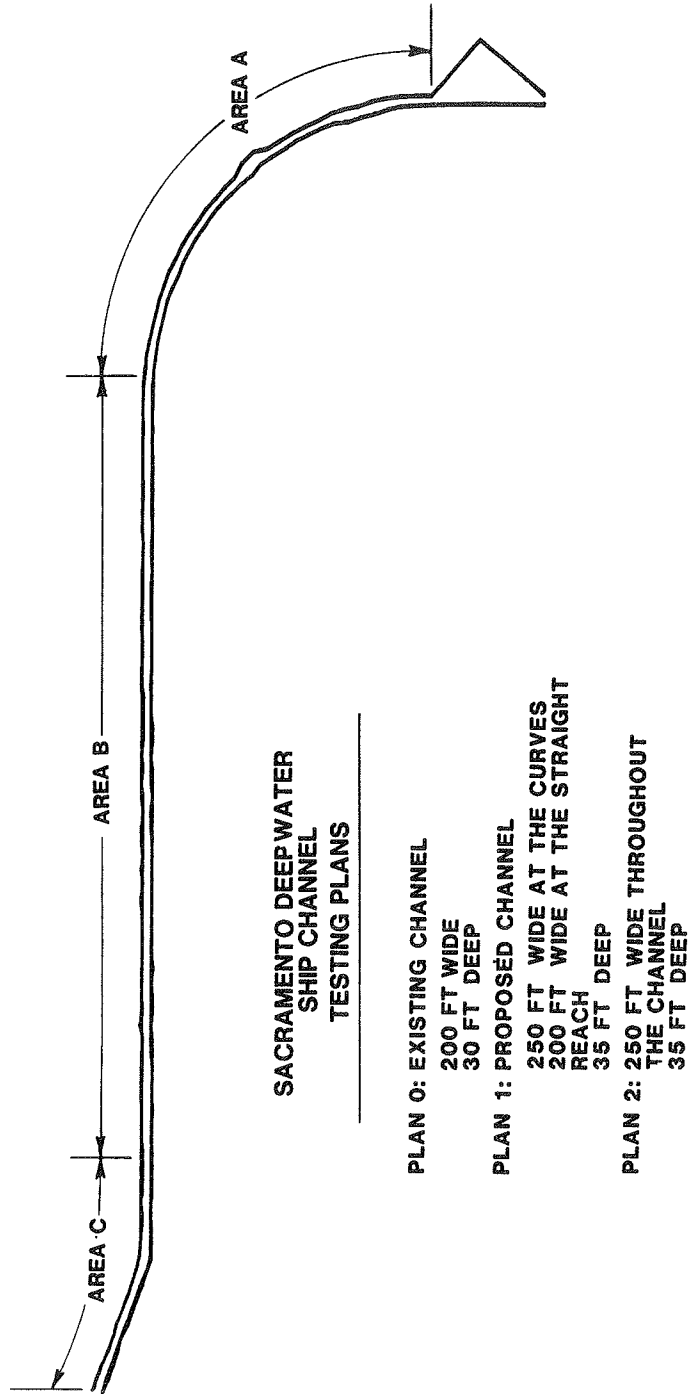 AREA A
AREA B
AREA C
SACRAMENTO DEEPWATER
SHIP CHANNEL
TESTING PLANS
PLAN 0: EXISTING CHANNEL
200 FT WIDE
30 FT DEEP
PLAN 1: PROPOSED CHANNEL
250 FT WIDE AT THE CURVES
200 FT WIDE AT THE STRAIGHT
REACH
35 FT DEEP
PLAN 2: 250 FT WIDE THROUGHOUT
THE CHANNEL
35 FT DEEP